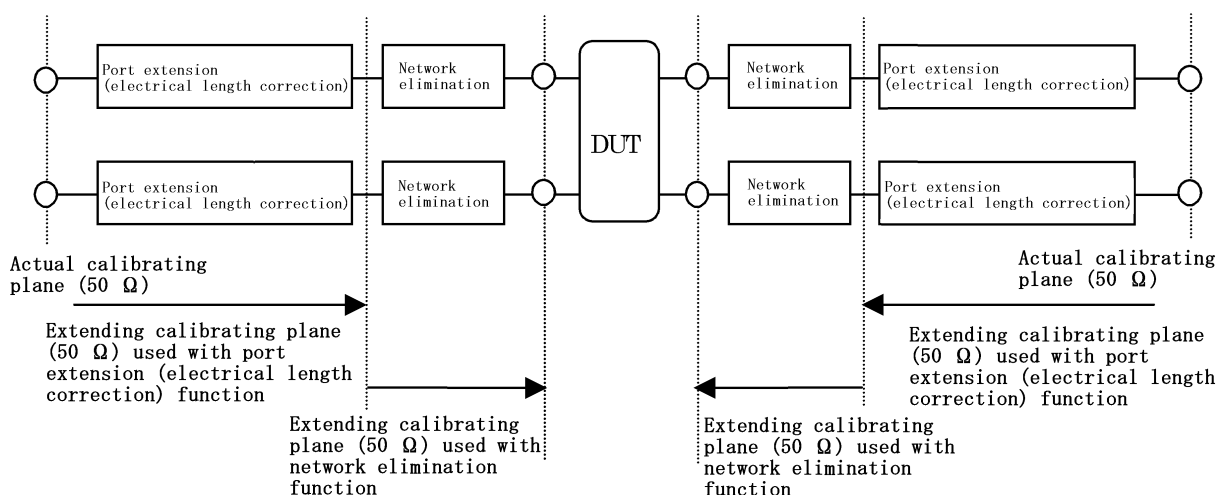 Port extension
(electrical length correction)
Network
elimination
DUT
Network
elimination
Port extension
(electrical length correction)
Port extension
(electrical length correction)
Network
elimination
Network
elimination
Port extension
(electrical length correction)
Actual calibrating
plane (50 Ω)
Actual calibrating
plane (50 Ω)
Extending calibrating plane
(50 Ω) used with port
extension (electrical length
correction) function
Extending calibrating plane
(50 Ω) used with port
extension (electrical length
correction) function
Extending calibrating
plane (50 Ω) used with
network elimination
function
Extending calibrating
plane (50 Ω) used with
network elimination
function